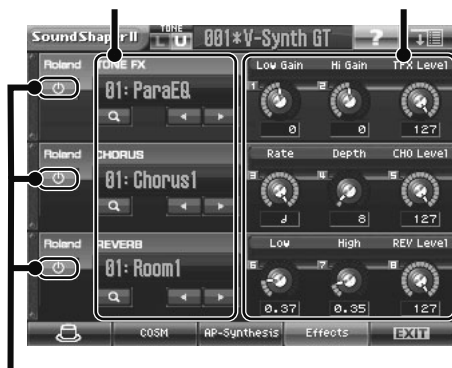 Sound Shaper II TONE L U 001*V-Synth GT ?
Roland TONE FX Low Gain Hi Gain TFX Level
01: ParaEQ 1 2
0 0 127
Roland CHORUS Rate Depth CHO Level
01: Chorus1 3 4 5
♩ 8 127
Roland REVERB Low High REV Level
01: Room1 6 7 8
0.37 0.35 127
COSM AP-Synthesis Effects EXIT